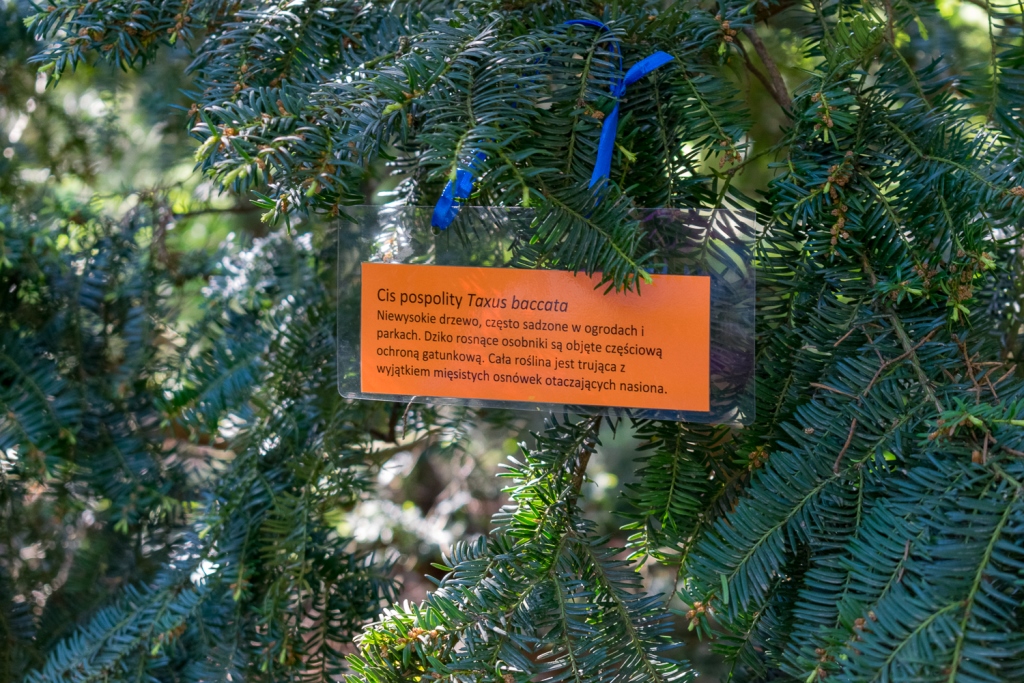 Cis pospolity Taxus baccata
Niewysokie drzewo, często sadzone w ogrodach i
parkach. Dziko rosnące osobniki są objęte częściową
ochroną gatunkową. Cała roślina jest trująca z
wyjątkiem mięsistych osnówek otaczających nasiona.